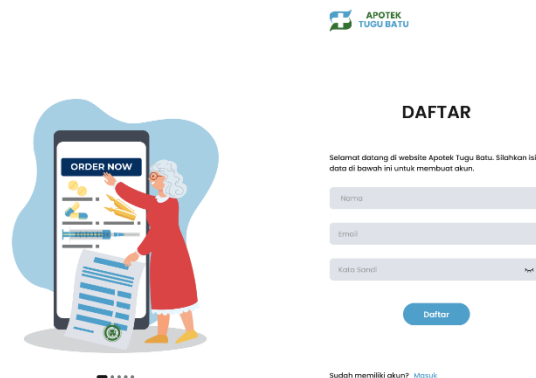 APOTEK
TUGU BATU
ORDER NOW
DAFTAR
Selamat datang di website Apotek Tugu Batu. Silahkan isi
data di bawah ini untuk membuat akun.
Nama
Email
Kata Sandi
Daftar
Sudah memiliki akun? Masuk